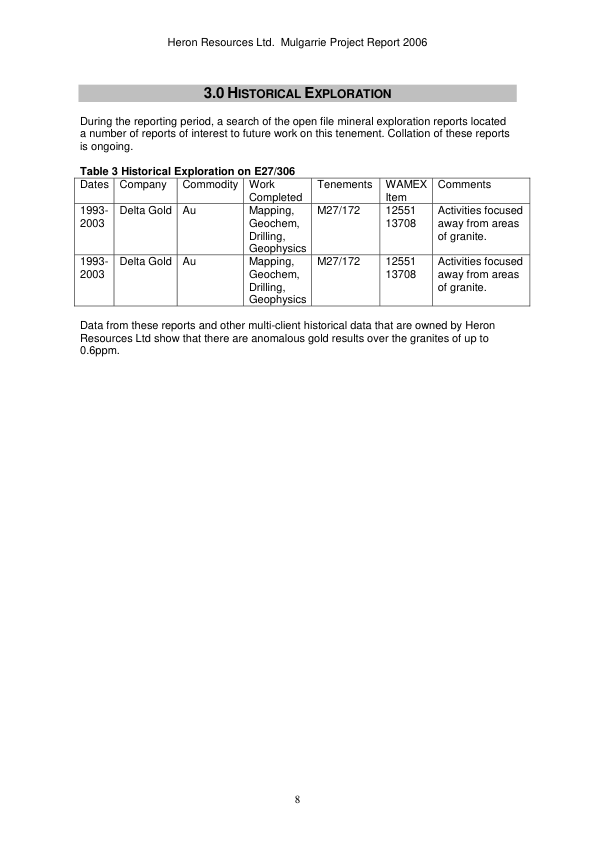 Heron Resources Ltd.  Mulgarrie Project Report 2006
3.0 HISTORICAL EXPLORATION
During the reporting period, a search of the open file mineral exploration reports located
a number of reports of interest to future work on this tenement. Collation of these reports
is ongoing.
Table 3 Historical Exploration on E27/306
Dates Company Commodity Work Tenements WAMEX Comments
Completed Item
1993- Delta Gold Au Mapping, M27/172 12551 Activities focused
2003 Geochem, 13708 away from areas
Drilling, of granite.
Geophysics
1993- Delta Gold Au Mapping, M27/172 12551 Activities focused
2003 Geochem, 13708 away from areas
Drilling, of granite.
Geophysics
Data from these reports and other multi-client historical data that are owned by Heron
Resources Ltd show that there are anomalous gold results over the granites of up to
0.6ppm.
8